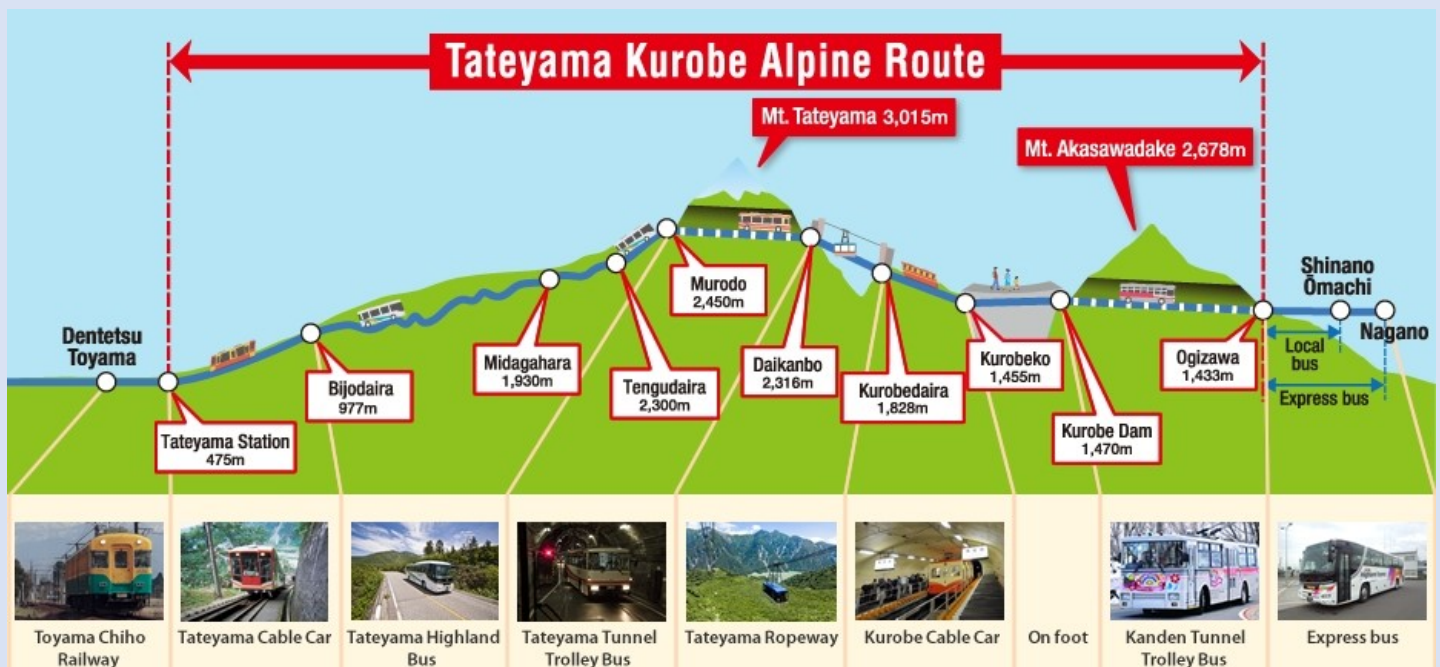 Tateyama Kurobe Alpine Route
Mt. Tateyama 3,015m
Mt. Akasawadake 2,678m
Dentetsu
Toyama
Tateyama Station
475m
Bijodaira
977m
Midagahara
1,930m
Tengudaira
2,300m
Murodo
2,450m
Daikanbo
2,316m
Kurobedaira
1,828m
Kurobeko
1,455m
Kurobe Dam
1,470m
Ogizawa
1,433m
Shinano
Ōmachi
Nagano
Local
bus
Express bus
Toyama Chiho
Railway
Tateyama Cable Car
Tateyama Highland
Bus
Tateyama Tunnel
Trolley Bus
Tateyama Ropeway
Kurobe Cable Car
On foot
Kanden Tunnel
Trolley Bus
Express bus